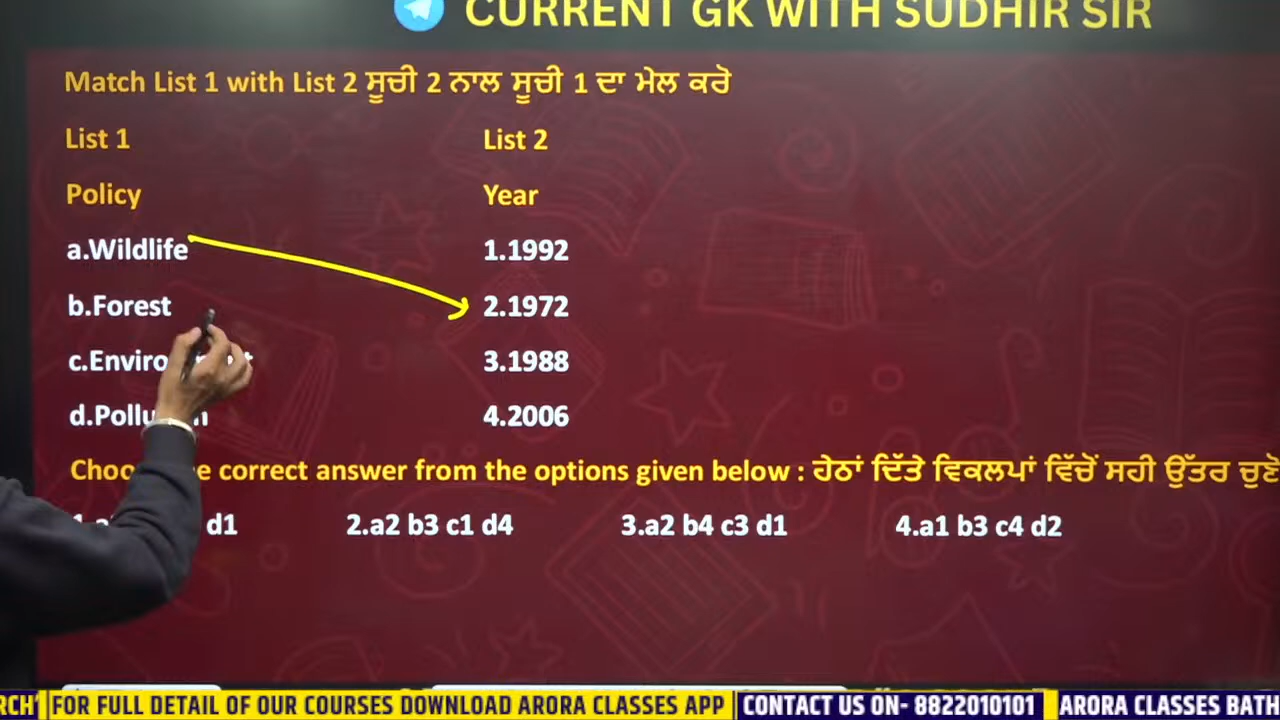 CURRENT GK WITH SUDHIR SIR
Match List 1 with List 2 ਸੂਚੀ 2 ਨਾਲ ਸੂਚੀ 1 ਦਾ ਮੇਲ ਕਰੋ
List 1 List 2
Policy Year
a.Wildlife 1.1992
b.Forest 2.1972
3.1988
4.2006
correct answer from the options given below : ਹੇਠਾਂ ਦਿੱਤੇ ਵਿਕਲਪਾਂ ਵਿੱਚੋਂ ਸਹੀ ਉੱਤਰ ਚੁਣੋ
d1 2.a2 b3 c1 d4 3.a2 b4 c3 d1 4.a1 b3 c4 d2
FOR FULL DETAIL OF OUR COURSES DOWNLOAD ARORA CLASSES APP CONTACT US ON- 8822010101 ARORA CLASSES BATH